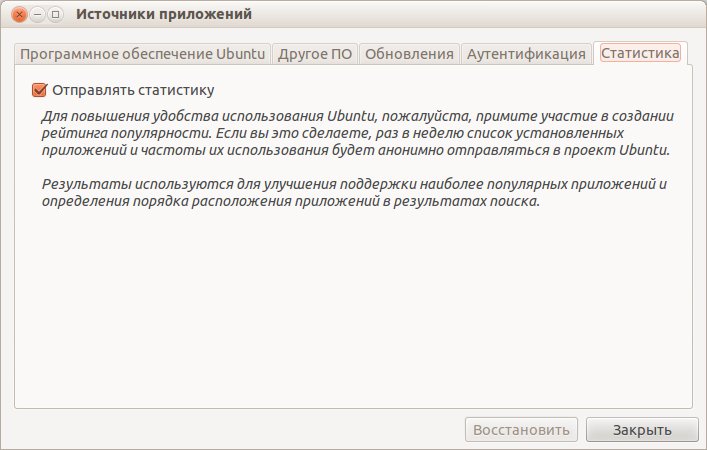 Источники приложений
Программное обеспечение Ubuntu Другое ПО Обновления Аутентификация Статистика
Отправлять статистику
Для повышения удобства использования Ubuntu, пожалуйста, примите участие в создании
рейтинга популярности. Если вы это сделаете, раз в неделю список установленных
приложений и частоты их использования будет анонимно отправляться в проект Ubuntu.
Результаты используются для улучшения поддержки наиболее популярных приложений и
определения порядка расположения приложений в результатах поиска.
Восстановить Закрыть